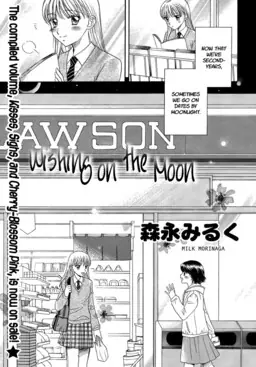 NOW THAT
WE'RE
SECOND-
YEARS,
SOMETIMES
WE GO ON
DATES BY
MOONLIGHT.
AWSON
Wishing on the Moon
森永みるく
MILK MORINAGA
The compiled volume, Kisses, Sighs, and Cherry-Blossom Pink, is now on sale! ★